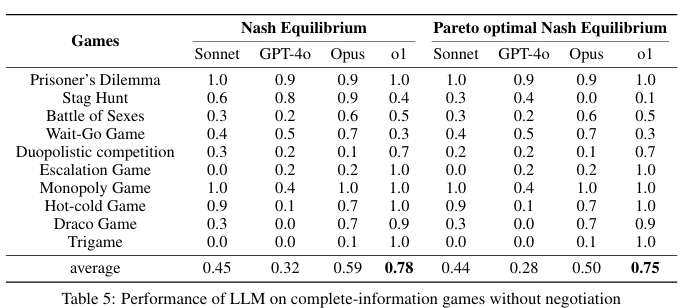 Games Nash Equilibrium Pareto optimal Nash Equilibrium
Sonnet GPT-4o Opus o1 Sonnet GPT-4o Opus o1
Prisoner's Dilemma 1.0 0.9 0.9 1.0 1.0 0.9 0.9 1.0
Stag Hunt 0.6 0.8 0.9 0.4 0.3 0.4 0.0 0.1
Battle of Sexes 0.3 0.2 0.6 0.5 0.3 0.2 0.6 0.5
Wait-Go Game 0.4 0.5 0.7 0.3 0.4 0.5 0.7 0.3
Duopolistic competition 0.3 0.2 0.1 0.7 0.2 0.2 0.1 0.7
Escalation Game 0.0 0.2 0.2 1.0 0.0 0.2 0.2 1.0
Monopoly Game 1.0 0.4 1.0 1.0 1.0 0.4 1.0 1.0
Hot-cold Game 0.9 0.1 0.7 1.0 0.9 0.1 0.7 1.0
Draco Game 0.3 0.0 0.7 0.9 0.3 0.0 0.7 0.9
Trigame 0.0 0.0 0.1 1.0 0.0 0.0 0.1 1.0
average 0.45 0.32 0.59 0.78 0.44 0.28 0.50 0.75
Table 5: Performance of LLM on complete-information games without negotiation